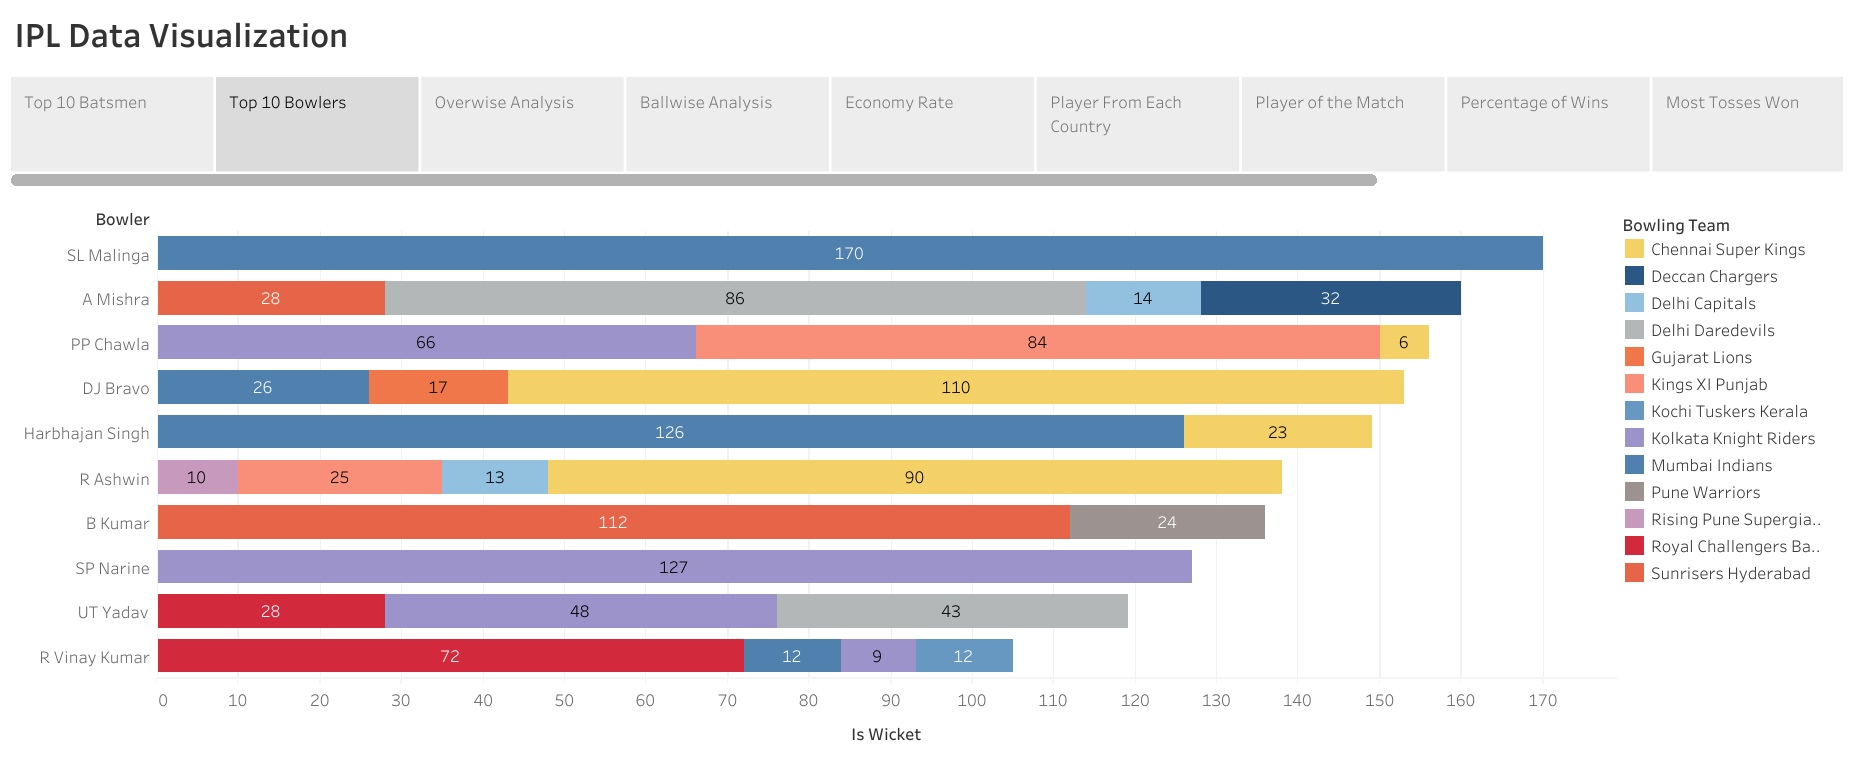 IPL Data Visualization
Top 10 Batsmen
Top 10 Bowlers
Overwise Analysis
Ballwise Analysis
Economy Rate
Player From Each
Country
Player of the Match
Percentage of Wins
Most Tosses Won
Bowler
SL Malinga 170
A Mishra 28 86 14 32
PP Chawla 66 84 6
DJ Bravo 26 17 110
Harbhajan Singh 126 23
R Ashwin 10 25 13 90
B Kumar 112 24
SP Narine 127
UT Yadav 28 48 43
R Vinay Kumar 72 12 9 12
0 10 20 30 40 50 60 70 80 90 100 110 120 130 140 150 160 170
Is Wicket
Bowling Team
Chennai Super Kings
Deccan Chargers
Delhi Capitals
Delhi Daredevils
Gujarat Lions
Kings XI Punjab
Kochi Tuskers Kerala
Kolkata Knight Riders
Mumbai Indians
Pune Warriors
Rising Pune Supergia..
Royal Challengers Ba..
Sunrisers Hyderabad